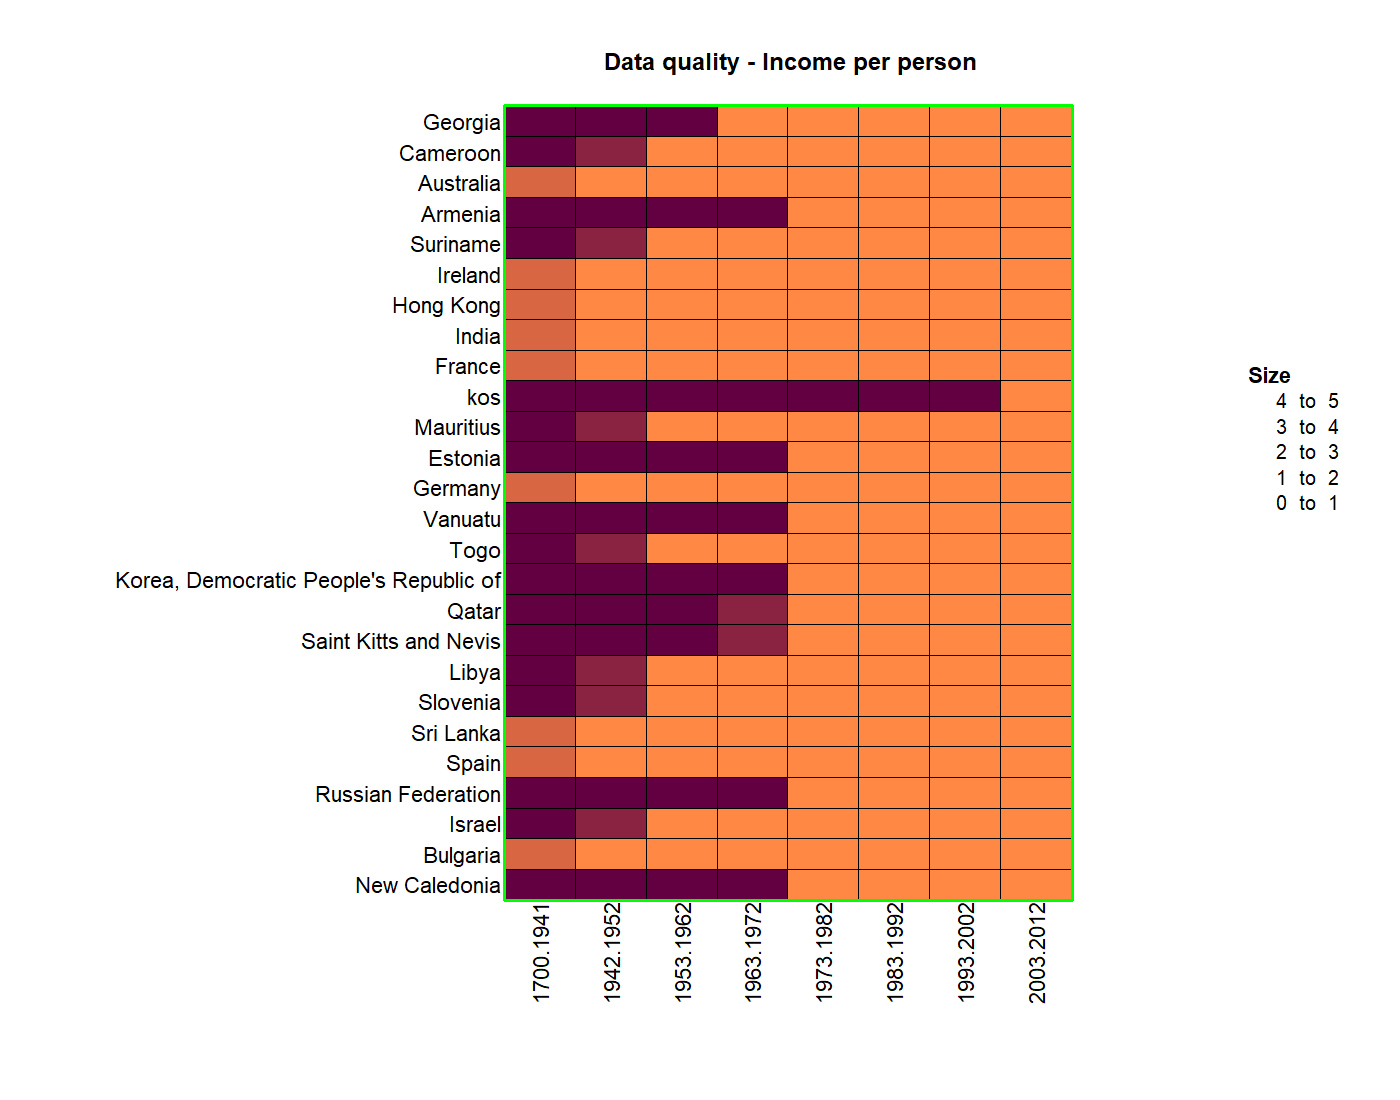 Data quality - Income per person
Georgia
Cameroon
Australia
Armenia
Suriname
Ireland
Hong Kong
India
France
kos
Mauritius
Estonia
Germany
Vanuatu
Togo
Korea, Democratic People's Republic of
Qatar
Saint Kitts and Nevis
Libya
Slovenia
Sri Lanka
Spain
Russian Federation
Israel
Bulgaria
New Caledonia
1700.1941
1942.1952
1953.1962
1963.1972
1973.1982
1983.1992
1993.2002
2003.2012
Size
4 to 5
3 to 4
2 to 3
1 to 2
0 to 1